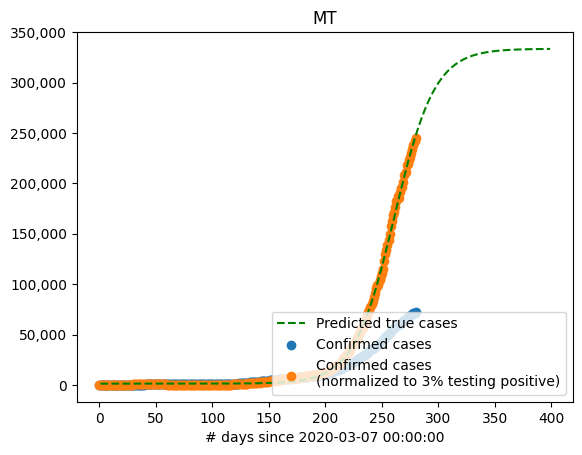 MT
350,000
300,000
250,000
200,000
150,000
100,000
50,000
0
Predicted true cases
Confirmed cases
Confirmed cases
(normalized to 3% testing positive)
0 50 100 150 200 250 300 350 400
# days since 2020-03-07 00:00:00